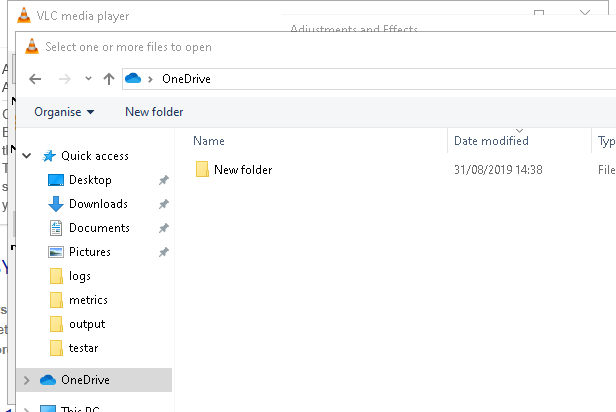 VLC media player
Adjustments and Effects
Select one or more files to open
OneDrive
Organise
New folder
Name
Date modified
Typ
Quick access
New folder
31/08/2019 14:38
File
Desktop
Downloads
Documents
Pictures
logs
metrics
output
testar
OneDrive
This PC